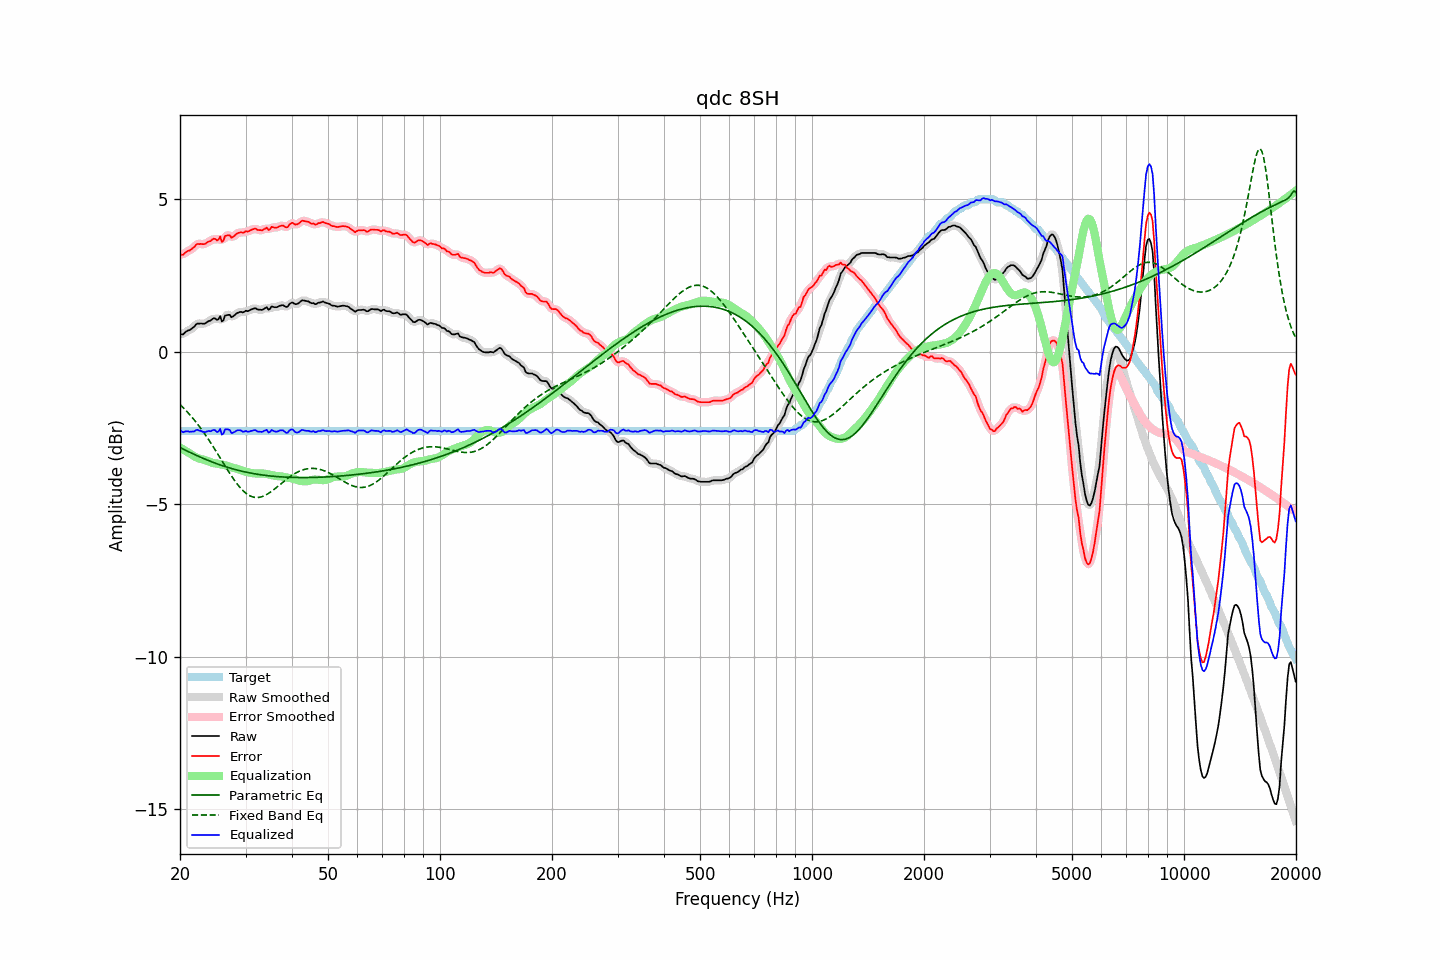 qdc 8SH
Amplitude (dBr)
5
0
−5
−10
−15
Target
Raw Smoothed
Error Smoothed
Raw
Error
Equalization
Parametric Eq
Fixed Band Eq
Equalized
20 50 100 200 500 1000 2000 5000 10000 20000
Frequency (Hz)